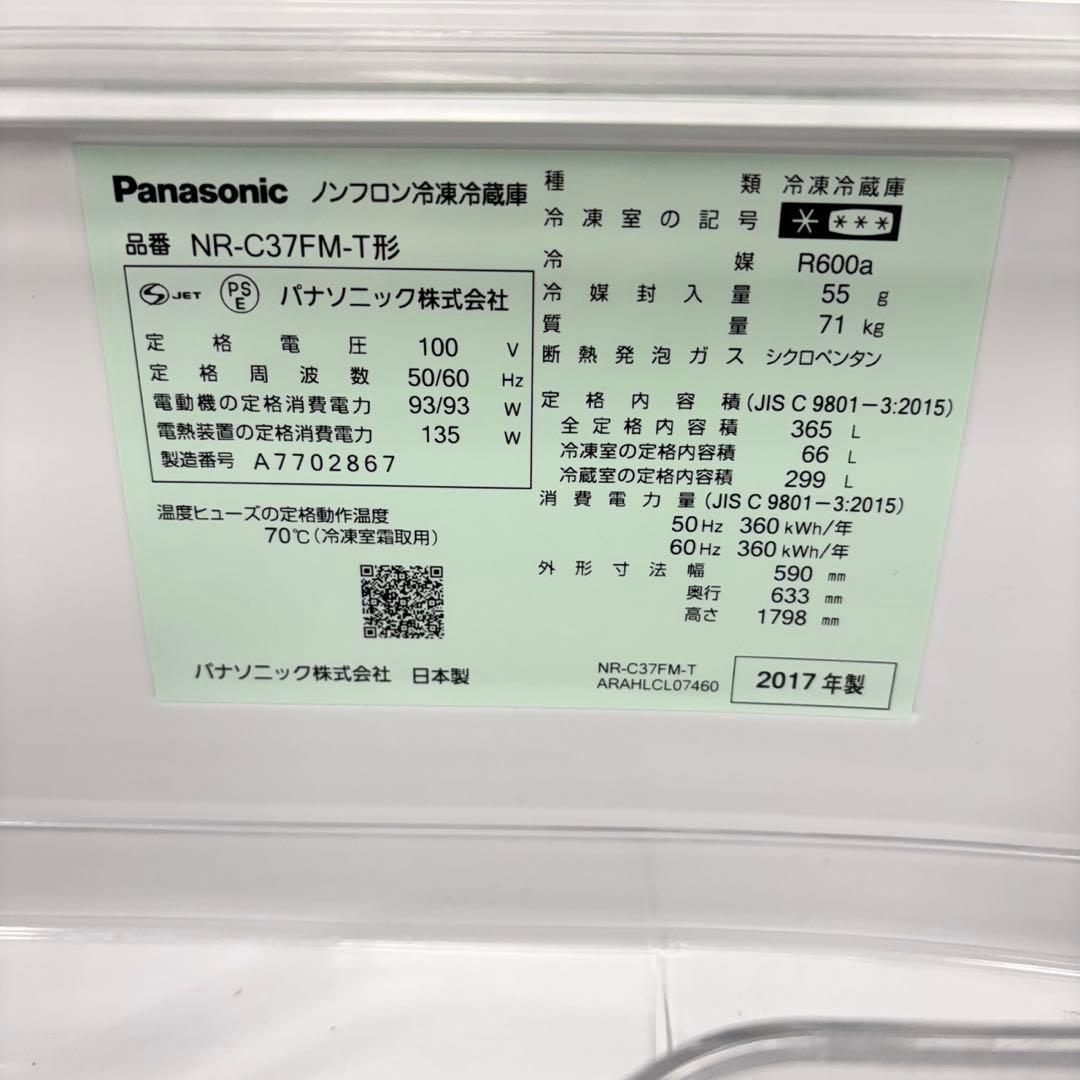 Panasonic ノンフロン冷凍冷蔵庫
品番 NR-C37FM-T形
S JET PS E パナソニック株式会社
定格電圧 100 V
定格周波数 50/60 Hz
電動機の定格消費電力 93/93 W
電熱装置の定格消費電力 135 W
製造番号 A7702867
温度ヒューズの定格動作温度
70℃(冷凍室霜取用)
パナソニック株式会社 日本製
種類 冷凍冷蔵庫
冷凍室の記号 * ***
冷媒 R600a
冷媒封入量 55 g
質量 71 kg
断熱発泡ガス シクロペンタン
定格内容積(JIS C 9801-3:2015)
全定格内容積 365 L
冷凍室の定格内容積 66 L
冷蔵室の定格内容積 299 L
消費電力量(JIS C 9801-3:2015)
50Hz 360kWh/年
60Hz 360kWh/年
外形寸法 幅 590 mm
奥行 633 mm
高さ 1798 mm
NR-C37FM-T
ARAHLCL07460
2017年製